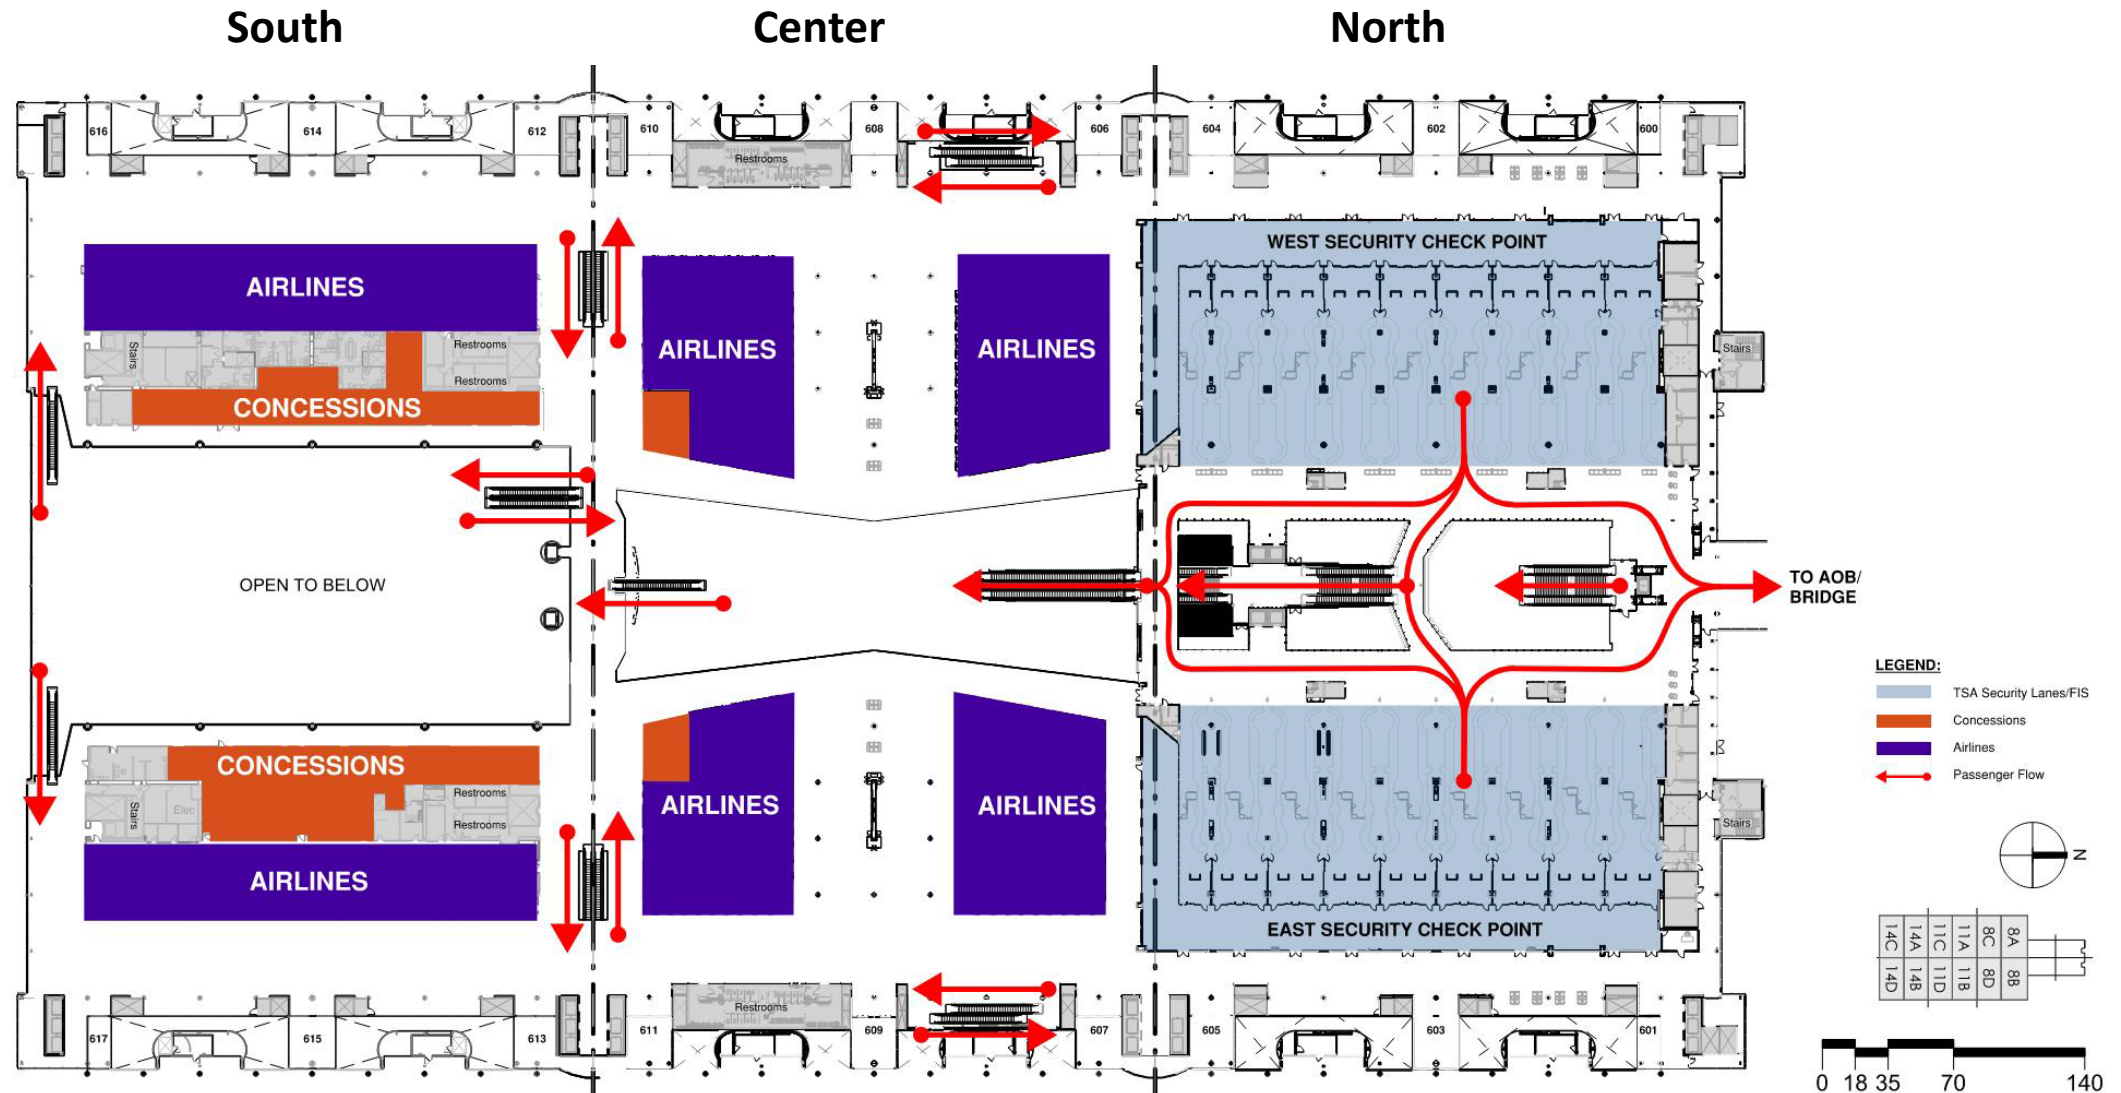 South
Center
North
616
614
612
610
608
606
604
602
600
Restrooms
AIRLINES
Stairs
Restrooms
Restrooms
CONCESSIONS
AIRLINES
AIRLINES
WEST SECURITY CHECK POINT
Stairs
OPEN TO BELOW
TO AOB/
BRIDGE
LEGEND:
TSA Security Lanes/FIS
Concessions
Airlines
Passenger Flow
CONCESSIONS
Stairs
Elec
Restrooms
Restrooms
AIRLINES
AIRLINES
AIRLINES
EAST SECURITY CHECK POINT
Stairs
N
14C
14A
11C
11A
8C
8A
14D
14B
11D
11B
8D
8B
Restrooms
617
615
613
611
609
607
605
603
601
0 18 35 70 140